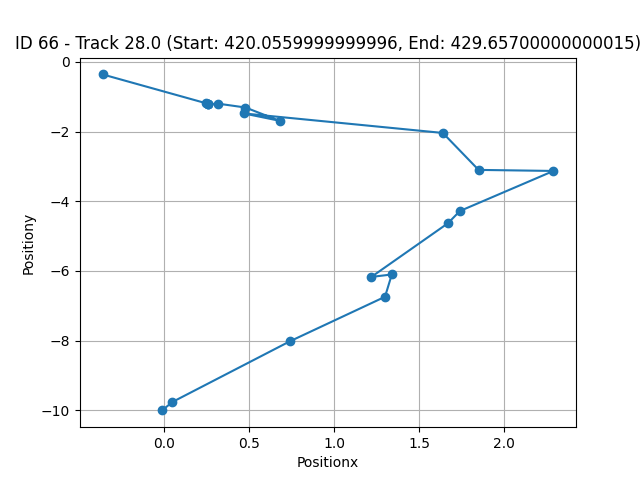 ID 66 - Track 28.0 (Start: 420.0559999999996, End: 429.65700000000015)
0
−2
−4
−6
−8
−10
Positiony
0.0 0.5 1.0 1.5 2.0
Positionx